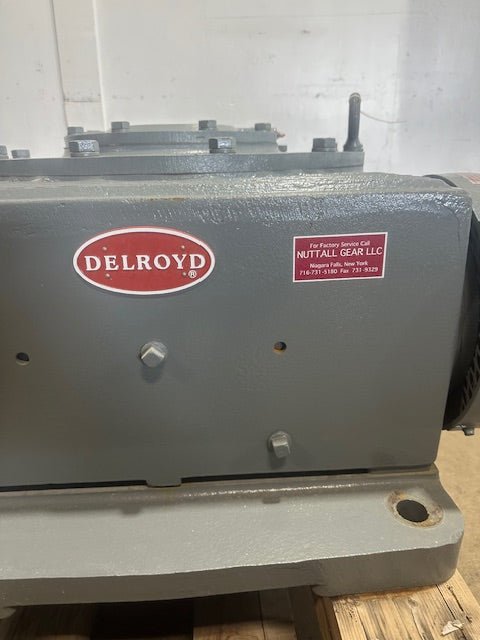 DELROYD
®
For Factory Service Call
NUTTALL GEAR LLC
Niagara Falls, New York
716-731-5180 Fax 731-9329